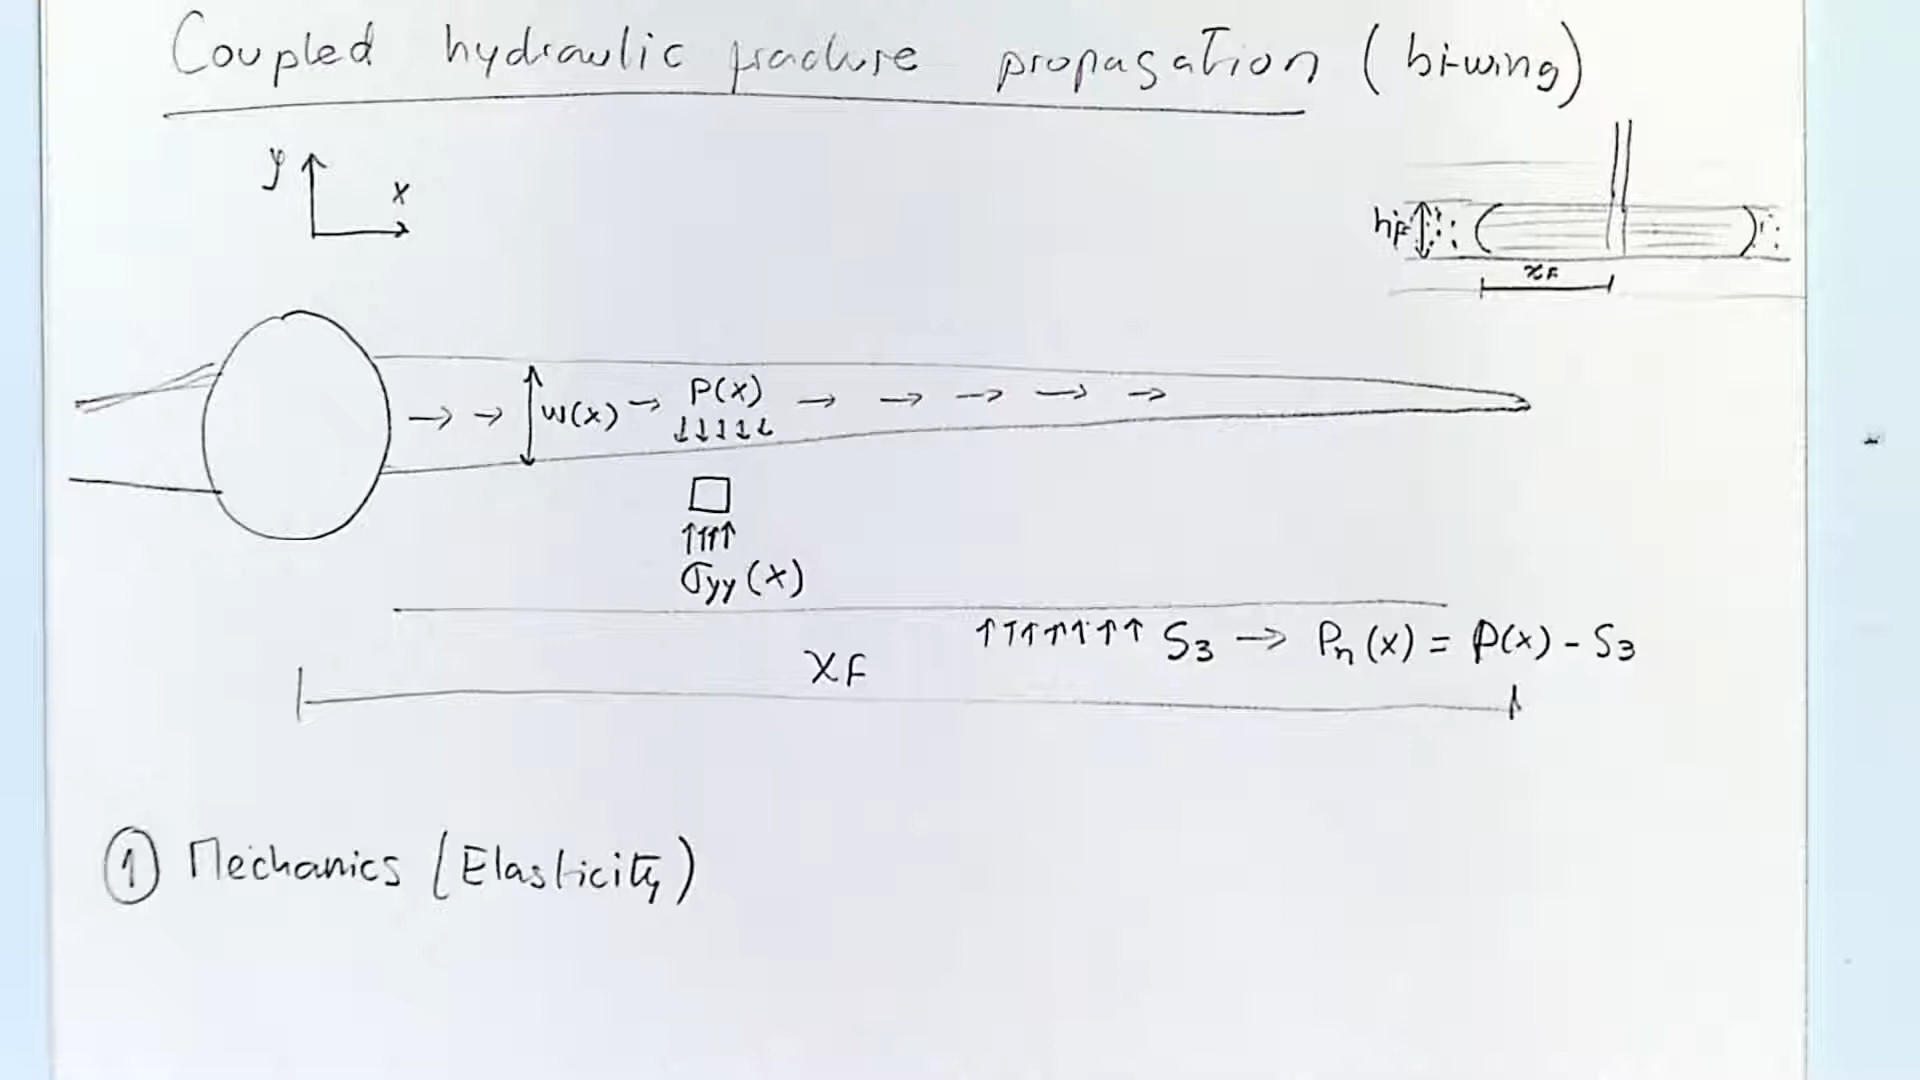 Coupled hydraulic fracture propagation (bi-wing)
y
x
hF
xF
w(x)
P(x)
σyy(x)
S3 → Pn(x) = P(x) - S3
xF
① Mechanics (Elasticity)